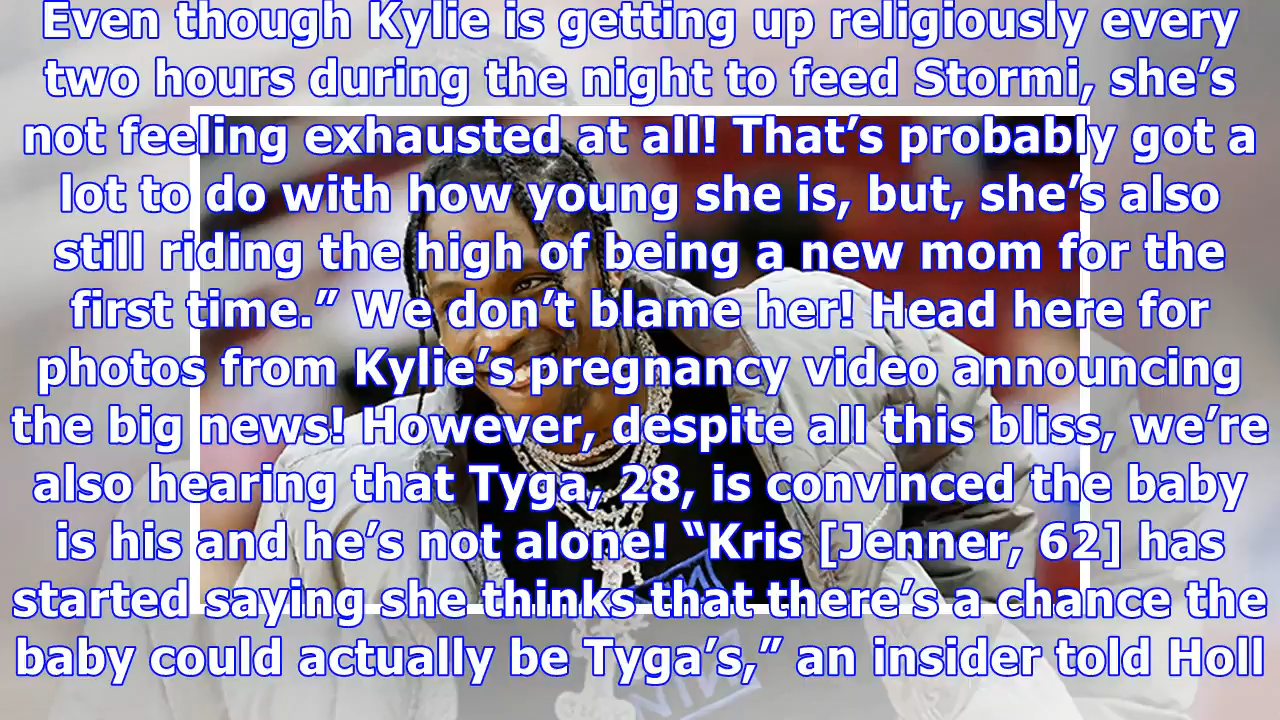 Even though Kylie is getting up religiously every
two hours during the night to feed Stormi, she’s
not feeling exhausted at all! That’s probably got a
lot to do with how young she is, but, she’s also
still riding the high of being a new mom for the
first time.” We don’t blame her! Head here for
photos from Kylie’s pregnancy video announcing
the big news! However, despite all this bliss, we’re
also hearing that Tyga, 28, is convinced the baby
is his and he’s not alone! “Kris [Jenner, 62] has
started saying she thinks that there’s a chance the
baby could actually be Tyga’s,” an insider told Holl